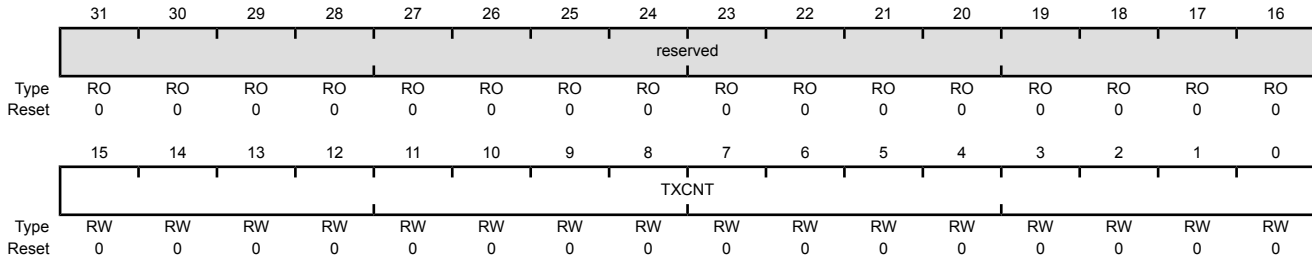 31 30 29 28 27 26 25 24 23 22 21 20 19 18 17 16
reserved
Type RO RO RO RO RO RO RO RO RO RO RO RO RO RO RO RO
Reset 0 0 0 0 0 0 0 0 0 0 0 0 0 0 0 0
15 14 13 12 11 10 9 8 7 6 5 4 3 2 1 0
TXCNT
Type RW RW RW RW RW RW RW RW RW RW RW RW RW RW RW RW
Reset 0 0 0 0 0 0 0 0 0 0 0 0 0 0 0 0